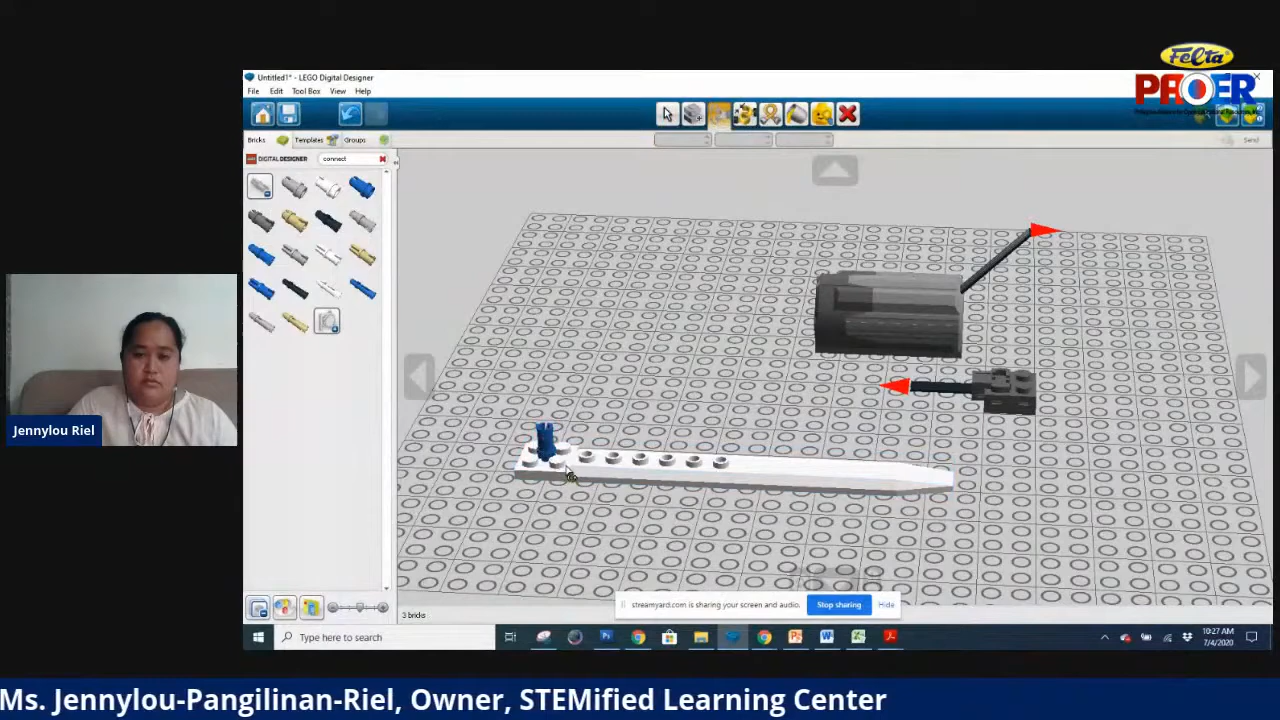 FELTA
PAOER
Untitled1* - LEGO Digital Designer
File Edit Tool Box View Help
Bricks Templates Groups
Send
DIGITAL DESIGNER connect
Jennylou Riel
streamyard.com is sharing your screen and audio. Stop sharing Hide
3 bricks
Type here to search
10:27 AM
7/4/2020
Ms. Jennylou-Pangilinan-Riel, Owner, STEMified Learning Center